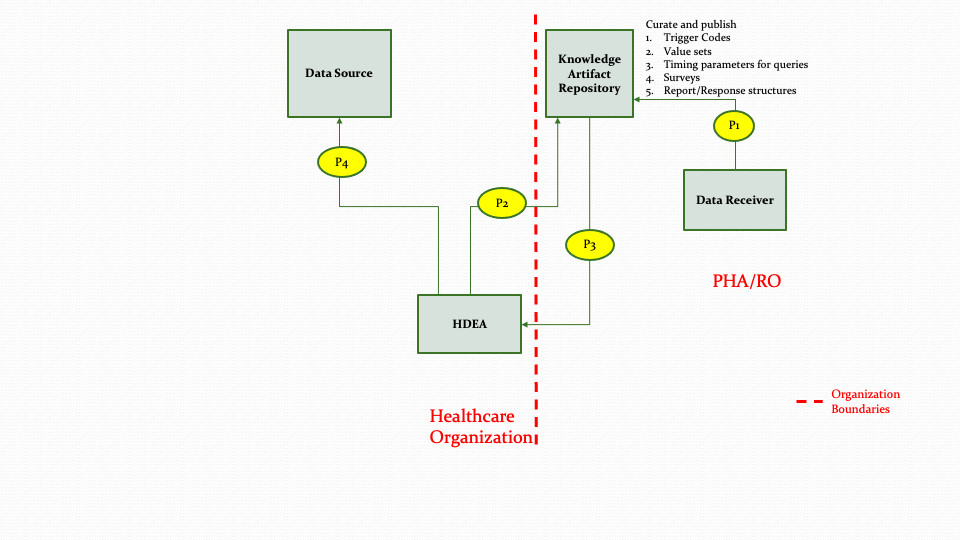 Data Source
Knowledge
Artifact
Repository
Curate and publish
1. Trigger Codes
2. Value sets
3. Timing parameters for queries
4. Surveys
5. Report/Response structures
P1
P4
P2
Data Receiver
P3
PHA/RO
HDEA
Organization
Boundaries
Healthcare
Organization